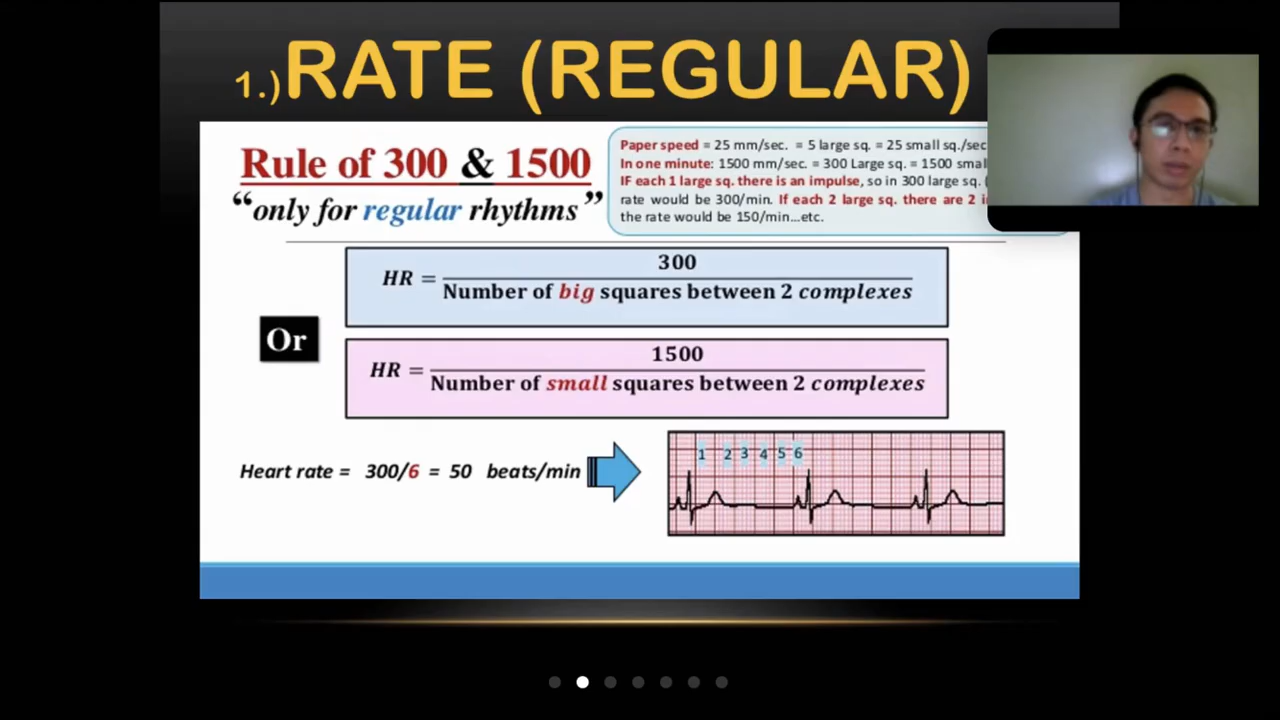 1.) RATE (REGULAR)
Rule of 300 & 1500
“only for regular rhythms”
Paper speed = 25 mm/sec. = 5 large sq. = 25 small sq./sec
In one minute: 1500 mm/sec. = 300 Large sq. = 1500
IF each 1 large sq. there is an impulse, so in 300 large sq. (
rate would be 300/min. If each 2 large sq. there are 2
the rate would be 150/min...etc.
HR = 300
Number of big squares between 2 complexes
Or
HR = 1500
Number of small squares between 2 complexes
Heart rate = 300/6 = 50 beats/min
1 2 3 4 5 6